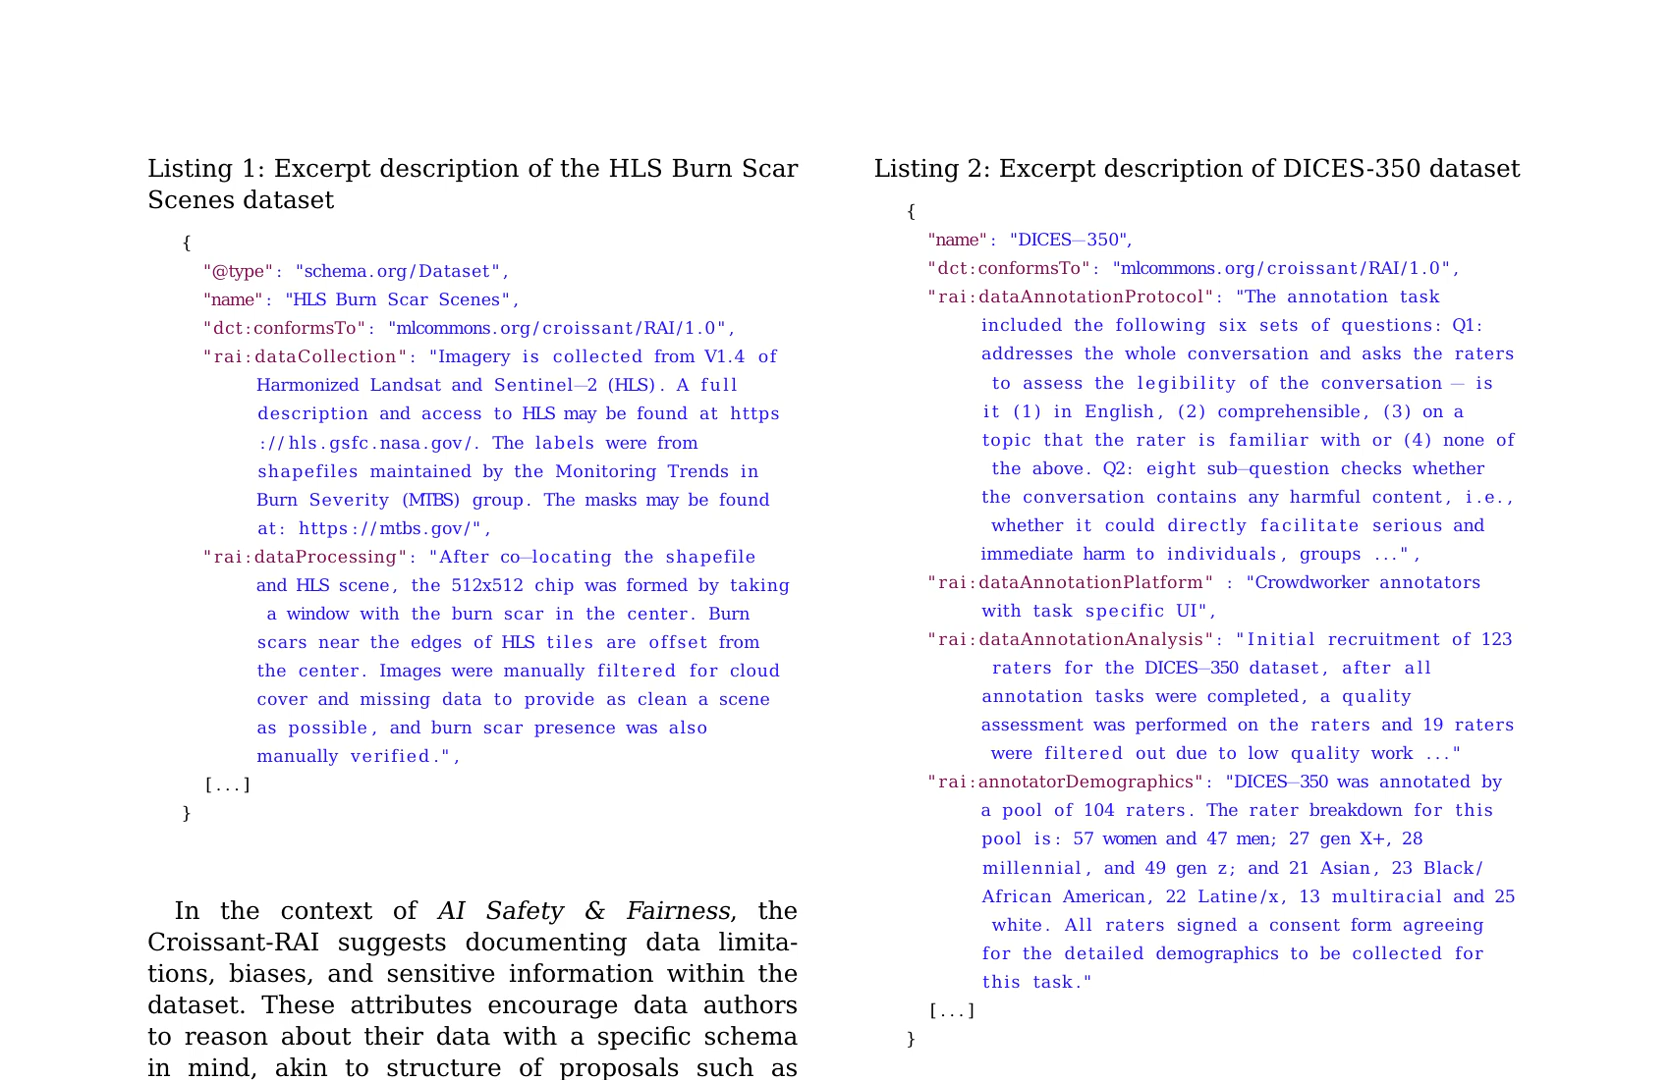 Listing 1: Excerpt description of the HLS Burn Scar
Scenes dataset
{
"@type": "schema.org/Dataset",
"name": "HLS Burn Scar Scenes",
"dct:conformsTo": "mlcommons.org/croissant/RAI/1.0",
"rai:dataCollection": "Imagery is collected from V1.4 of
Harmonized Landsat and Sentinel−2 (HLS). A full
description and access to HLS may be found at https
://hls.gsfc.nasa.gov/. The labels were from
shapefiles maintained by the Monitoring Trends in
Burn Severity (MTBS) group. The masks may be found
at: https://mtbs.gov/",
"rai:dataProcessing": "After co−locating the shapefile
and HLS scene, the 512x512 chip was formed by taking
a window with the burn scar in the center. Burn
scars near the edges of HLS tiles are offset from
the center. Images were manually filtered for cloud
cover and missing data to provide as clean a scene
as possible, and burn scar presence was also
manually verified.",
[...]
}
In the context of AI Safety & Fairness, the
Croissant-RAI suggests documenting data limita-
tions, biases, and sensitive information within the
dataset. These attributes encourage data authors
to reason about their data with a specific schema
in mind, akin to structure of proposals such as
Listing 2: Excerpt description of DICES-350 dataset
{
"name": "DICES−350",
"dct:conformsTo": "mlcommons.org/croissant/RAI/1.0",
"rai:dataAnnotationProtocol": "The annotation task
included the following six sets of questions: Q1:
addresses the whole conversation and asks the raters
to assess the legibility of the conversation − is
it (1) in English, (2) comprehensible, (3) on a
topic that the rater is familiar with or (4) none of
the above. Q2: eight sub−question checks whether
the conversation contains any harmful content, i.e.,
whether it could directly facilitate serious and
immediate harm to individuals, groups ...",
"rai:dataAnnotationPlatform" : "Crowdworker annotators
with task specific UI",
"rai:dataAnnotationAnalysis": "Initial recruitment of 123
raters for the DICES−350 dataset, after all
annotation tasks were completed, a quality
assessment was performed on the raters and 19 raters
were filtered out due to low quality work ..."
"rai:annotatorDemographics": "DICES−350 was annotated by
a pool of 104 raters. The rater breakdown for this
pool is: 57 women and 47 men; 27 gen X+, 28
millennial, and 49 gen z; and 21 Asian, 23 Black/
African American, 22 Latine/x, 13 multiracial and 25
white. All raters signed a consent form agreeing
for the detailed demographics to be collected for
this task."
[...]
}